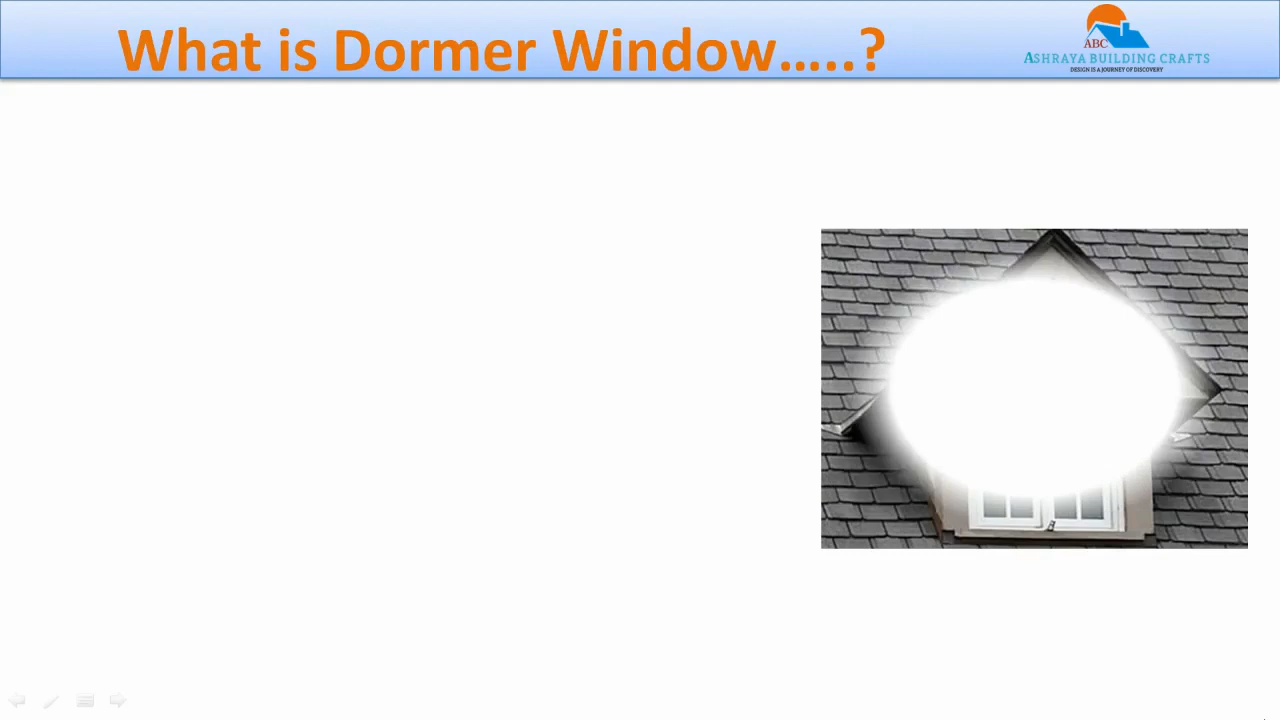 What is Dormer Window…..?
ABC
ASHRAYA BUILDING CRAFTS
DESIGN IS A JOURNEY OF DISCOVERY